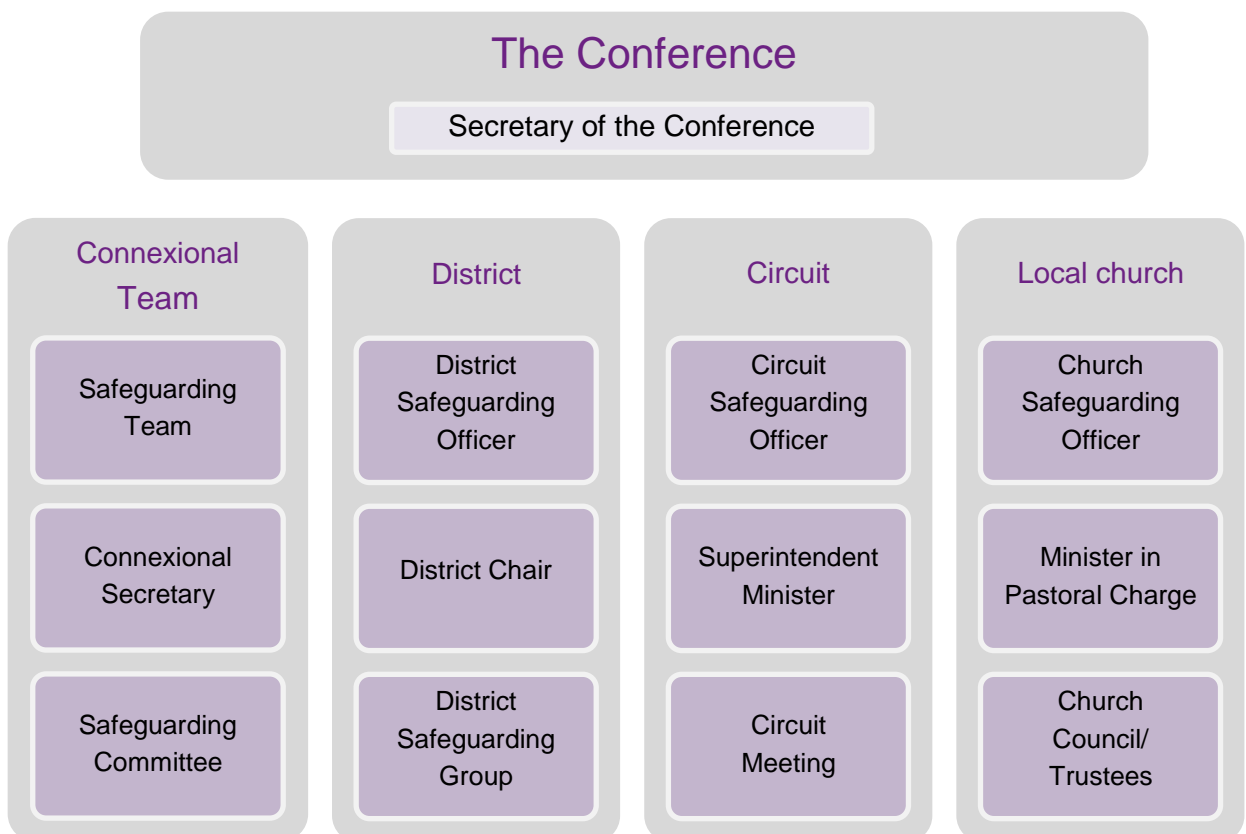 The Conference
Secretary of the Conference
Connexional
Team
Safeguarding
Team
Connexional
Secretary
Safeguarding
Committee
District
District
Safeguarding
Officer
District Chair
District
Safeguarding
Group
Circuit
Circuit
Safeguarding
Officer
Superintendent
Minister
Circuit
Meeting
Local church
Church
Safeguarding
Officer
Minister in
Pastoral Charge
Church
Council/
Trustees